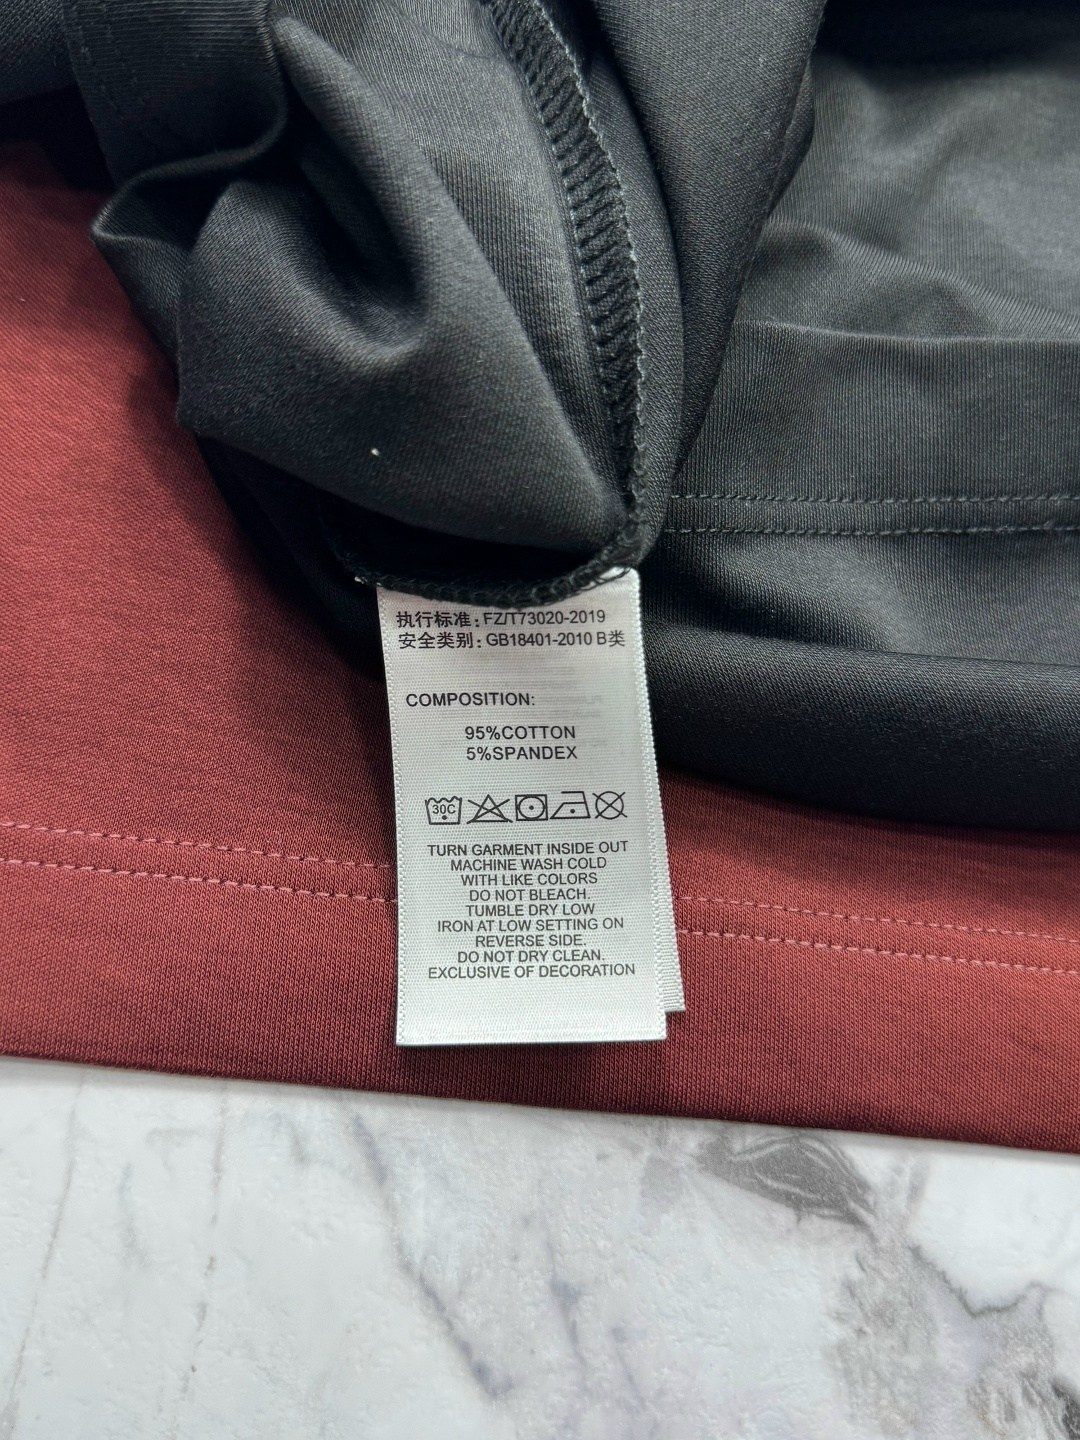 执行标准：FZ/T73020-2019
安全类别：GB18401-2010 B类
COMPOSITION:
95%COTTON
5%SPANDEX
30C
TURN GARMENT INSIDE OUT
MACHINE WASH COLD
WITH LIKE COLORS
DO NOT BLEACH.
TUMBLE DRY LOW
IRON AT LOW SETTING ON
REVERSE SIDE.
DO NOT DRY CLEAN.
EXCLUSIVE OF DECORATION